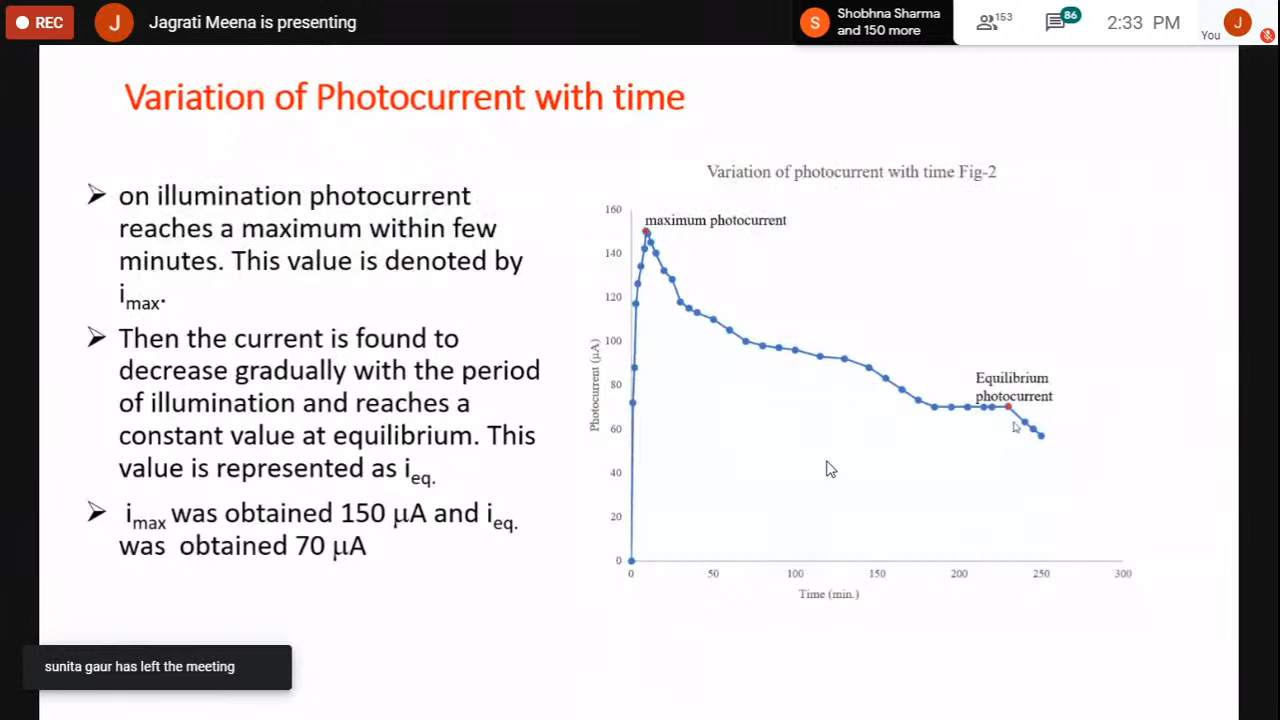 REC
J
Jagrati Meena is presenting
S
Shobhna Sharma
and 150 more
153
86
2:33 PM
You
J
Variation of Photocurrent with time
➢ on illumination photocurrent
reaches a maximum within few
minutes. This value is denoted by
imax.
➢ Then the current is found to
decrease gradually with the period
of illumination and reaches a
constant value at equilibrium. This
value is represented as ieq.
➢ imax was obtained 150 μA and ieq.
was obtained 70 μA
Variation of photocurrent with time Fig-2
160
140
120
100
80
60
40
20
0
Photocurrent (μA)
maximum photocurrent
Equilibrium
photocurrent
0 50 100 150 200 250 300
Time (min.)
sunita gaur has left the meeting